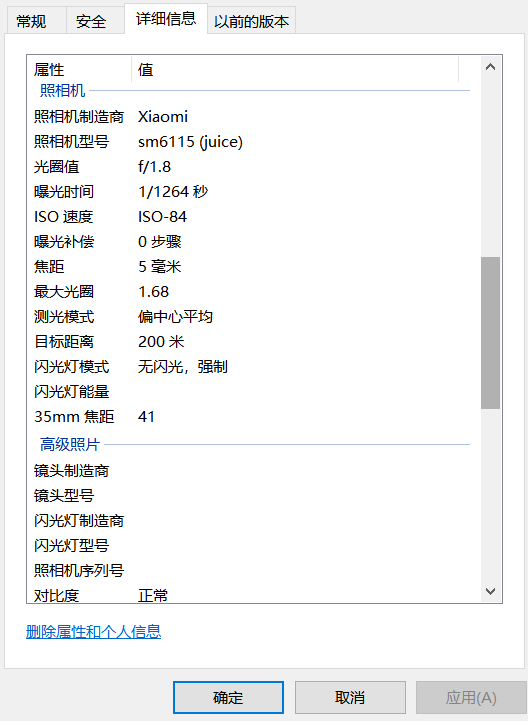 常规 安全 详细信息 以前的版本
属性 值
照相机
照相机制造商 Xiaomi
照相机型号 sm6115 (juice)
光圈值 f/1.8
曝光时间 1/1264 秒
ISO 速度 ISO-84
曝光补偿 0 步骤
焦距 5 毫米
最大光圈 1.68
测光模式 偏中心平均
目标距离 200 米
闪光灯模式 无闪光，强制
闪光灯能量
35mm 焦距 41
高级照片
镜头制造商
镜头型号
闪光灯制造商
闪光灯型号
照相机序列号
对比度 正常
删除属性和个人信息
确定 取消 应用(A)